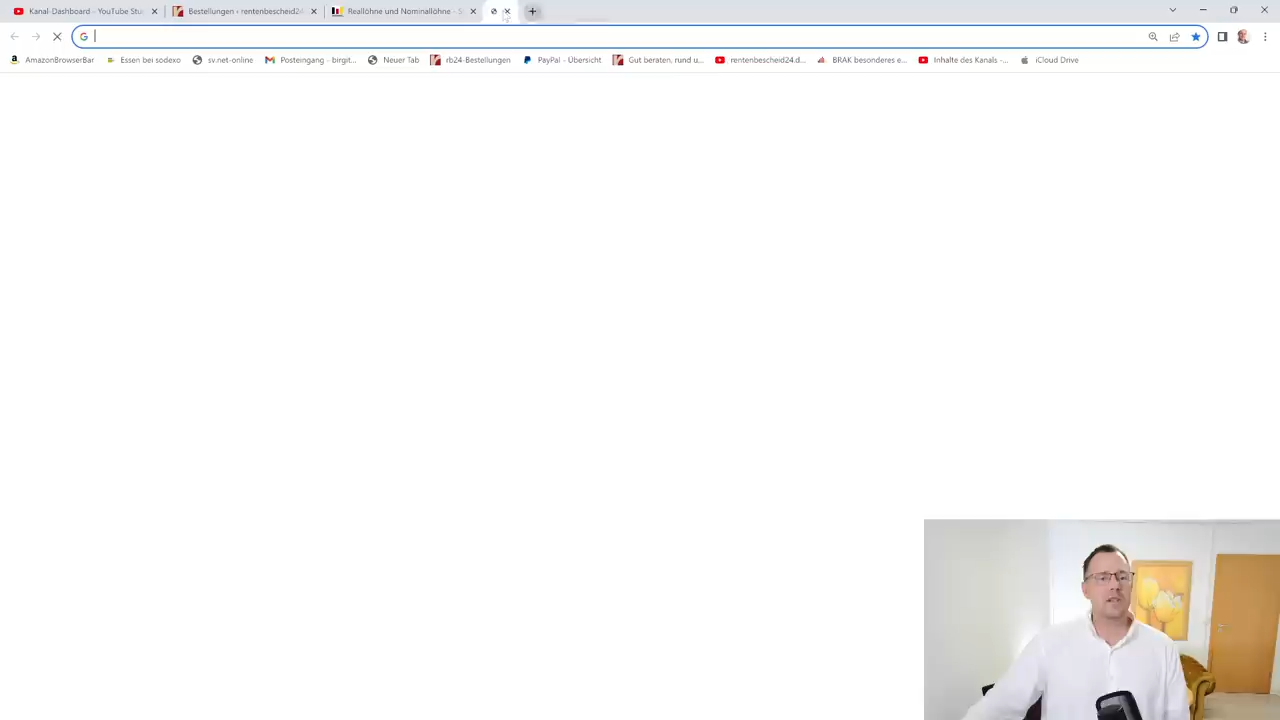 Kanal-Dashboard – YouTube Stu
Bestellungen ‹ rentenbescheid24
Reallöhne und Nominallöhne - S
AmazonBrowserBar
Essen bei sodexo
sv.net-online
Posteingang – birgit...
Neuer Tab
rb24-Bestellungen
PayPal – Übersicht
Gut beraten, rund u...
rentenbescheid24.d...
BRAK besonderes e...
Inhalte des Kanals –...
iCloud Drive